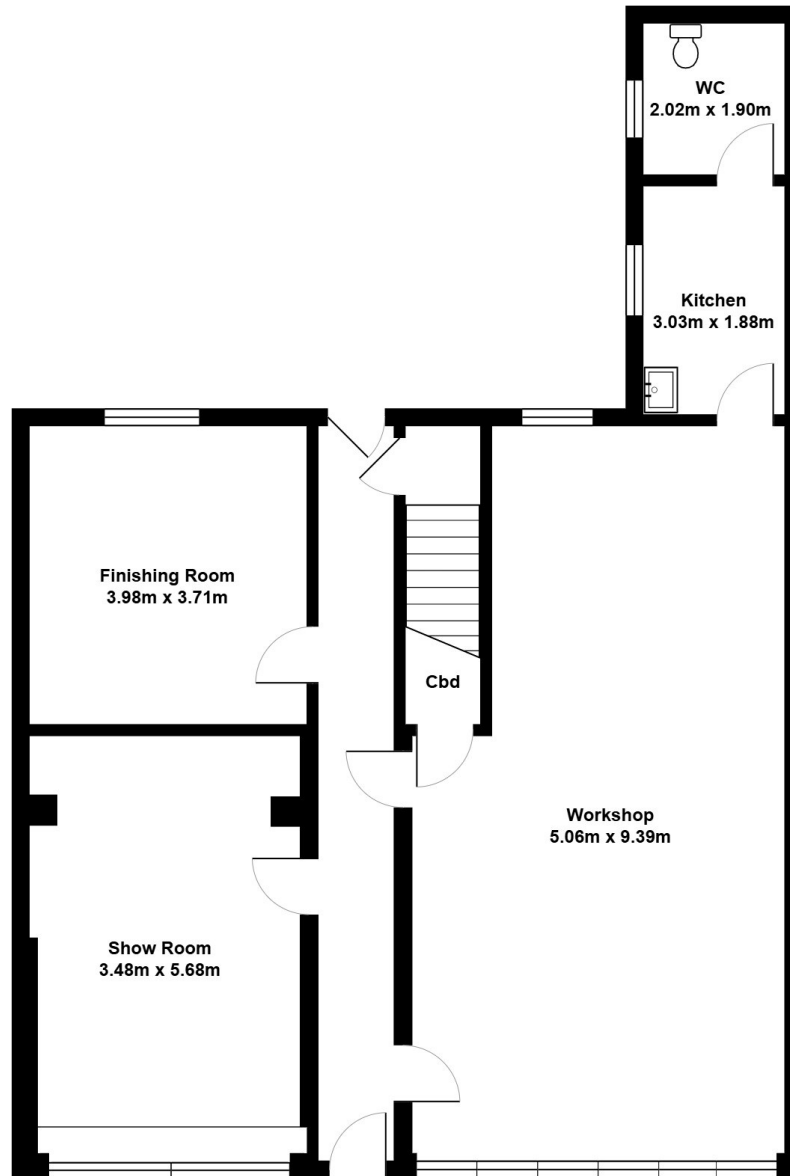 WC
2.02m x 1.90m
Kitchen
3.03m x 1.88m
Finishing Room
3.98m x 3.71m
Cbd
Workshop
5.06m x 9.39m
Show Room
3.48m x 5.68m